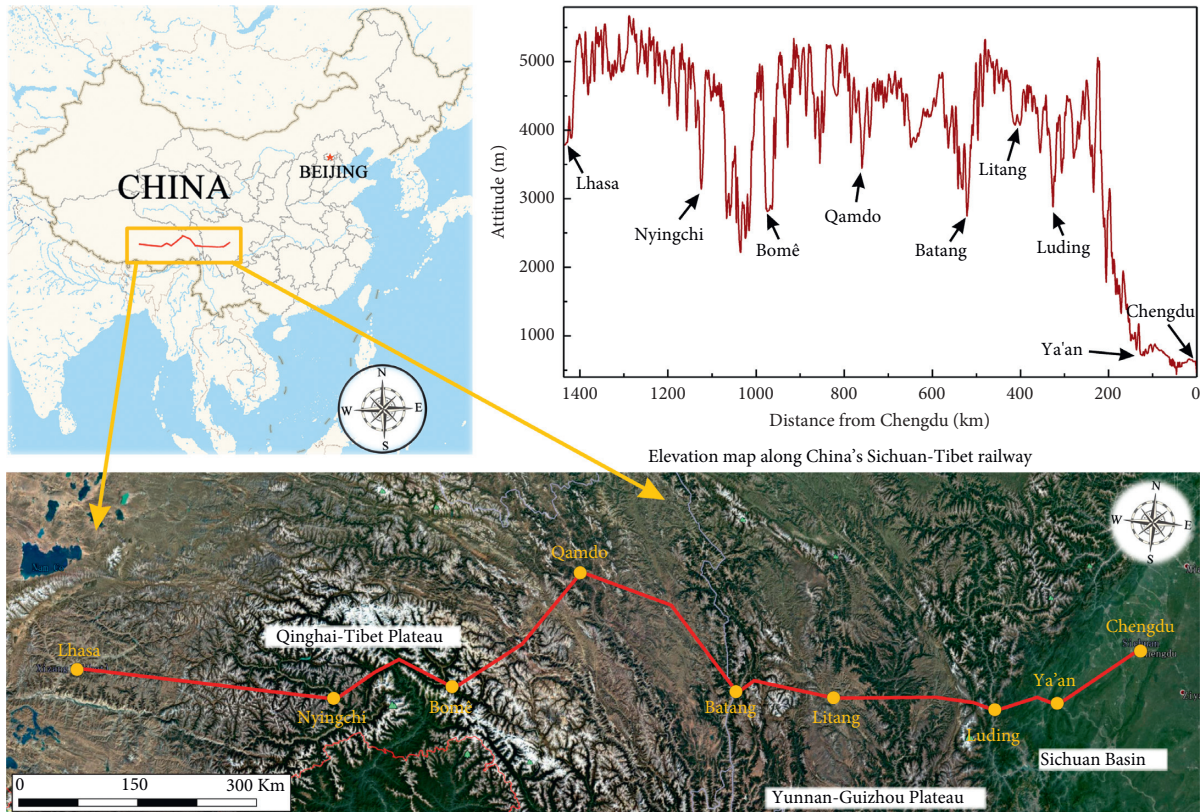 CHINA
BEIJING
N
W
E
S
5000
4000
3000
2000
1000
Attitude (m)
Lhasa
Nyingchi
Bomê
Qamdo
Batang
Litang
Luding
Ya'an
Chengdu
1400
1200
1000
800
600
400
200
0
Distance from Chengdu (km)
Elevation map along China's Sichuan-Tibet railway
N
W
E
S
Qamdo
Qinghai-Tibet Plateau
Lhasa
Chengdu
Nyingchi
Bomê
Batang
Litang
Luding
Ya'an
Sichuan Basin
Yunnan-Guizhou Plateau
0
150
300 Km